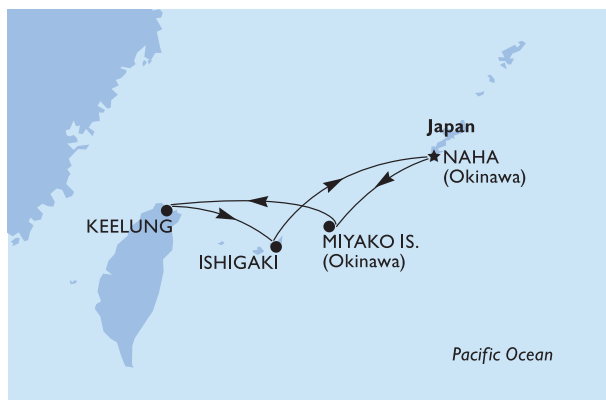 Japan
NAHA
(Okinawa)
KEELUNG
MIYAKO IS.
(Okinawa)
ISHIGAKI
Pacific Ocean